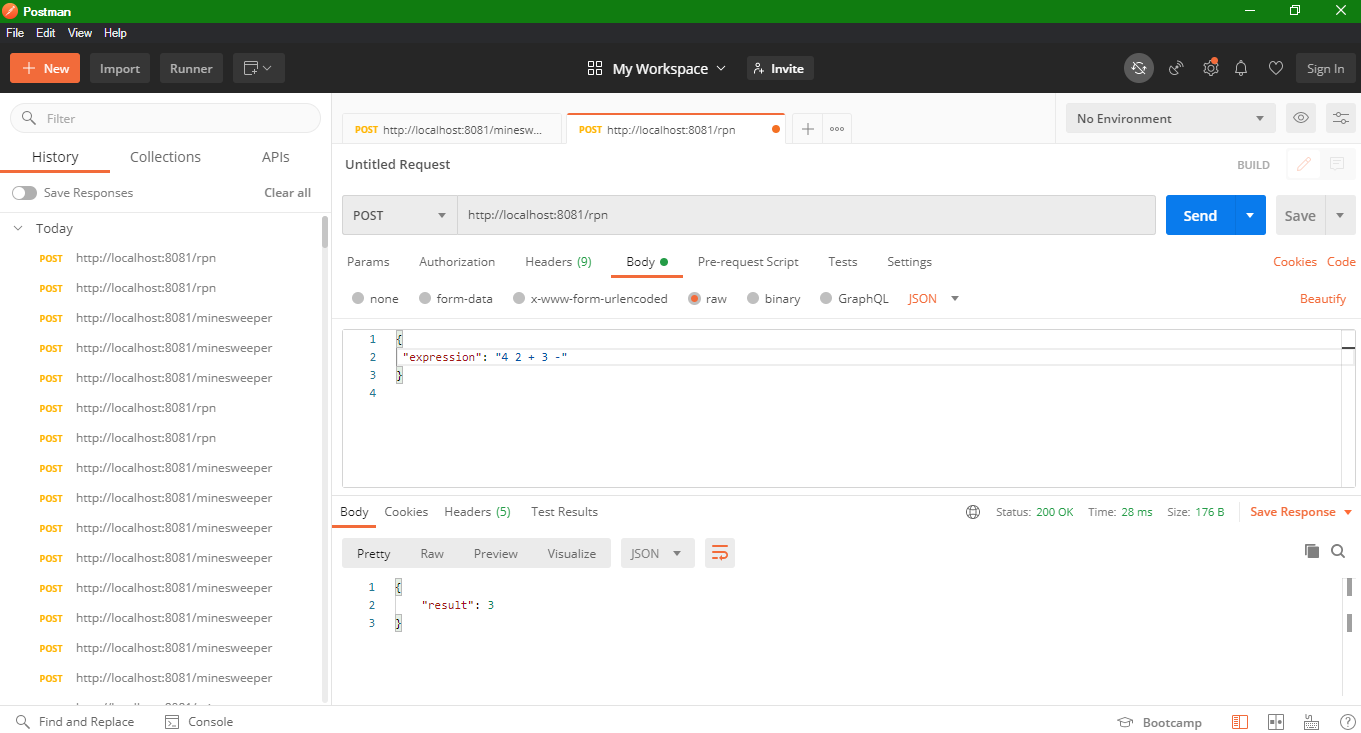 Postman
File Edit View Help
New Import Runner My Workspace Invite Sign In
Filter
History Collections APIs
Save Responses Clear all
Today
POST http://localhost:8081/rpn
POST http://localhost:8081/rpn
POST http://localhost:8081/minesweeper
POST http://localhost:8081/minesweeper
POST http://localhost:8081/minesweeper
POST http://localhost:8081/rpn
POST http://localhost:8081/rpn
POST http://localhost:8081/minesweeper
POST http://localhost:8081/minesweeper
POST http://localhost:8081/minesweeper
POST http://localhost:8081/minesweeper
POST http://localhost:8081/minesweeper
POST http://localhost:8081/minesweeper
POST http://localhost:8081/minesweeper
POST http://localhost:8081/minesweeper
POST http://localhost:8081/minesw... POST http://localhost:8081/rpn No Environment
Untitled Request BUILD
POST http://localhost:8081/rpn Send Save
Params Authorization Headers (9) Body Pre-request Script Tests Settings Cookies Code
none form-data x-www-form-urlencoded raw binary GraphQL JSON Beautify
1 {
2 "expression": "4 2 + 3 -"
3 }
4
Body Cookies Headers (5) Test Results Status: 200 OK Time: 28 ms Size: 176 B Save Response
Pretty Raw Preview Visualize JSON
1 {
2 "result": 3
3 }
Find and Replace Console Bootcamp